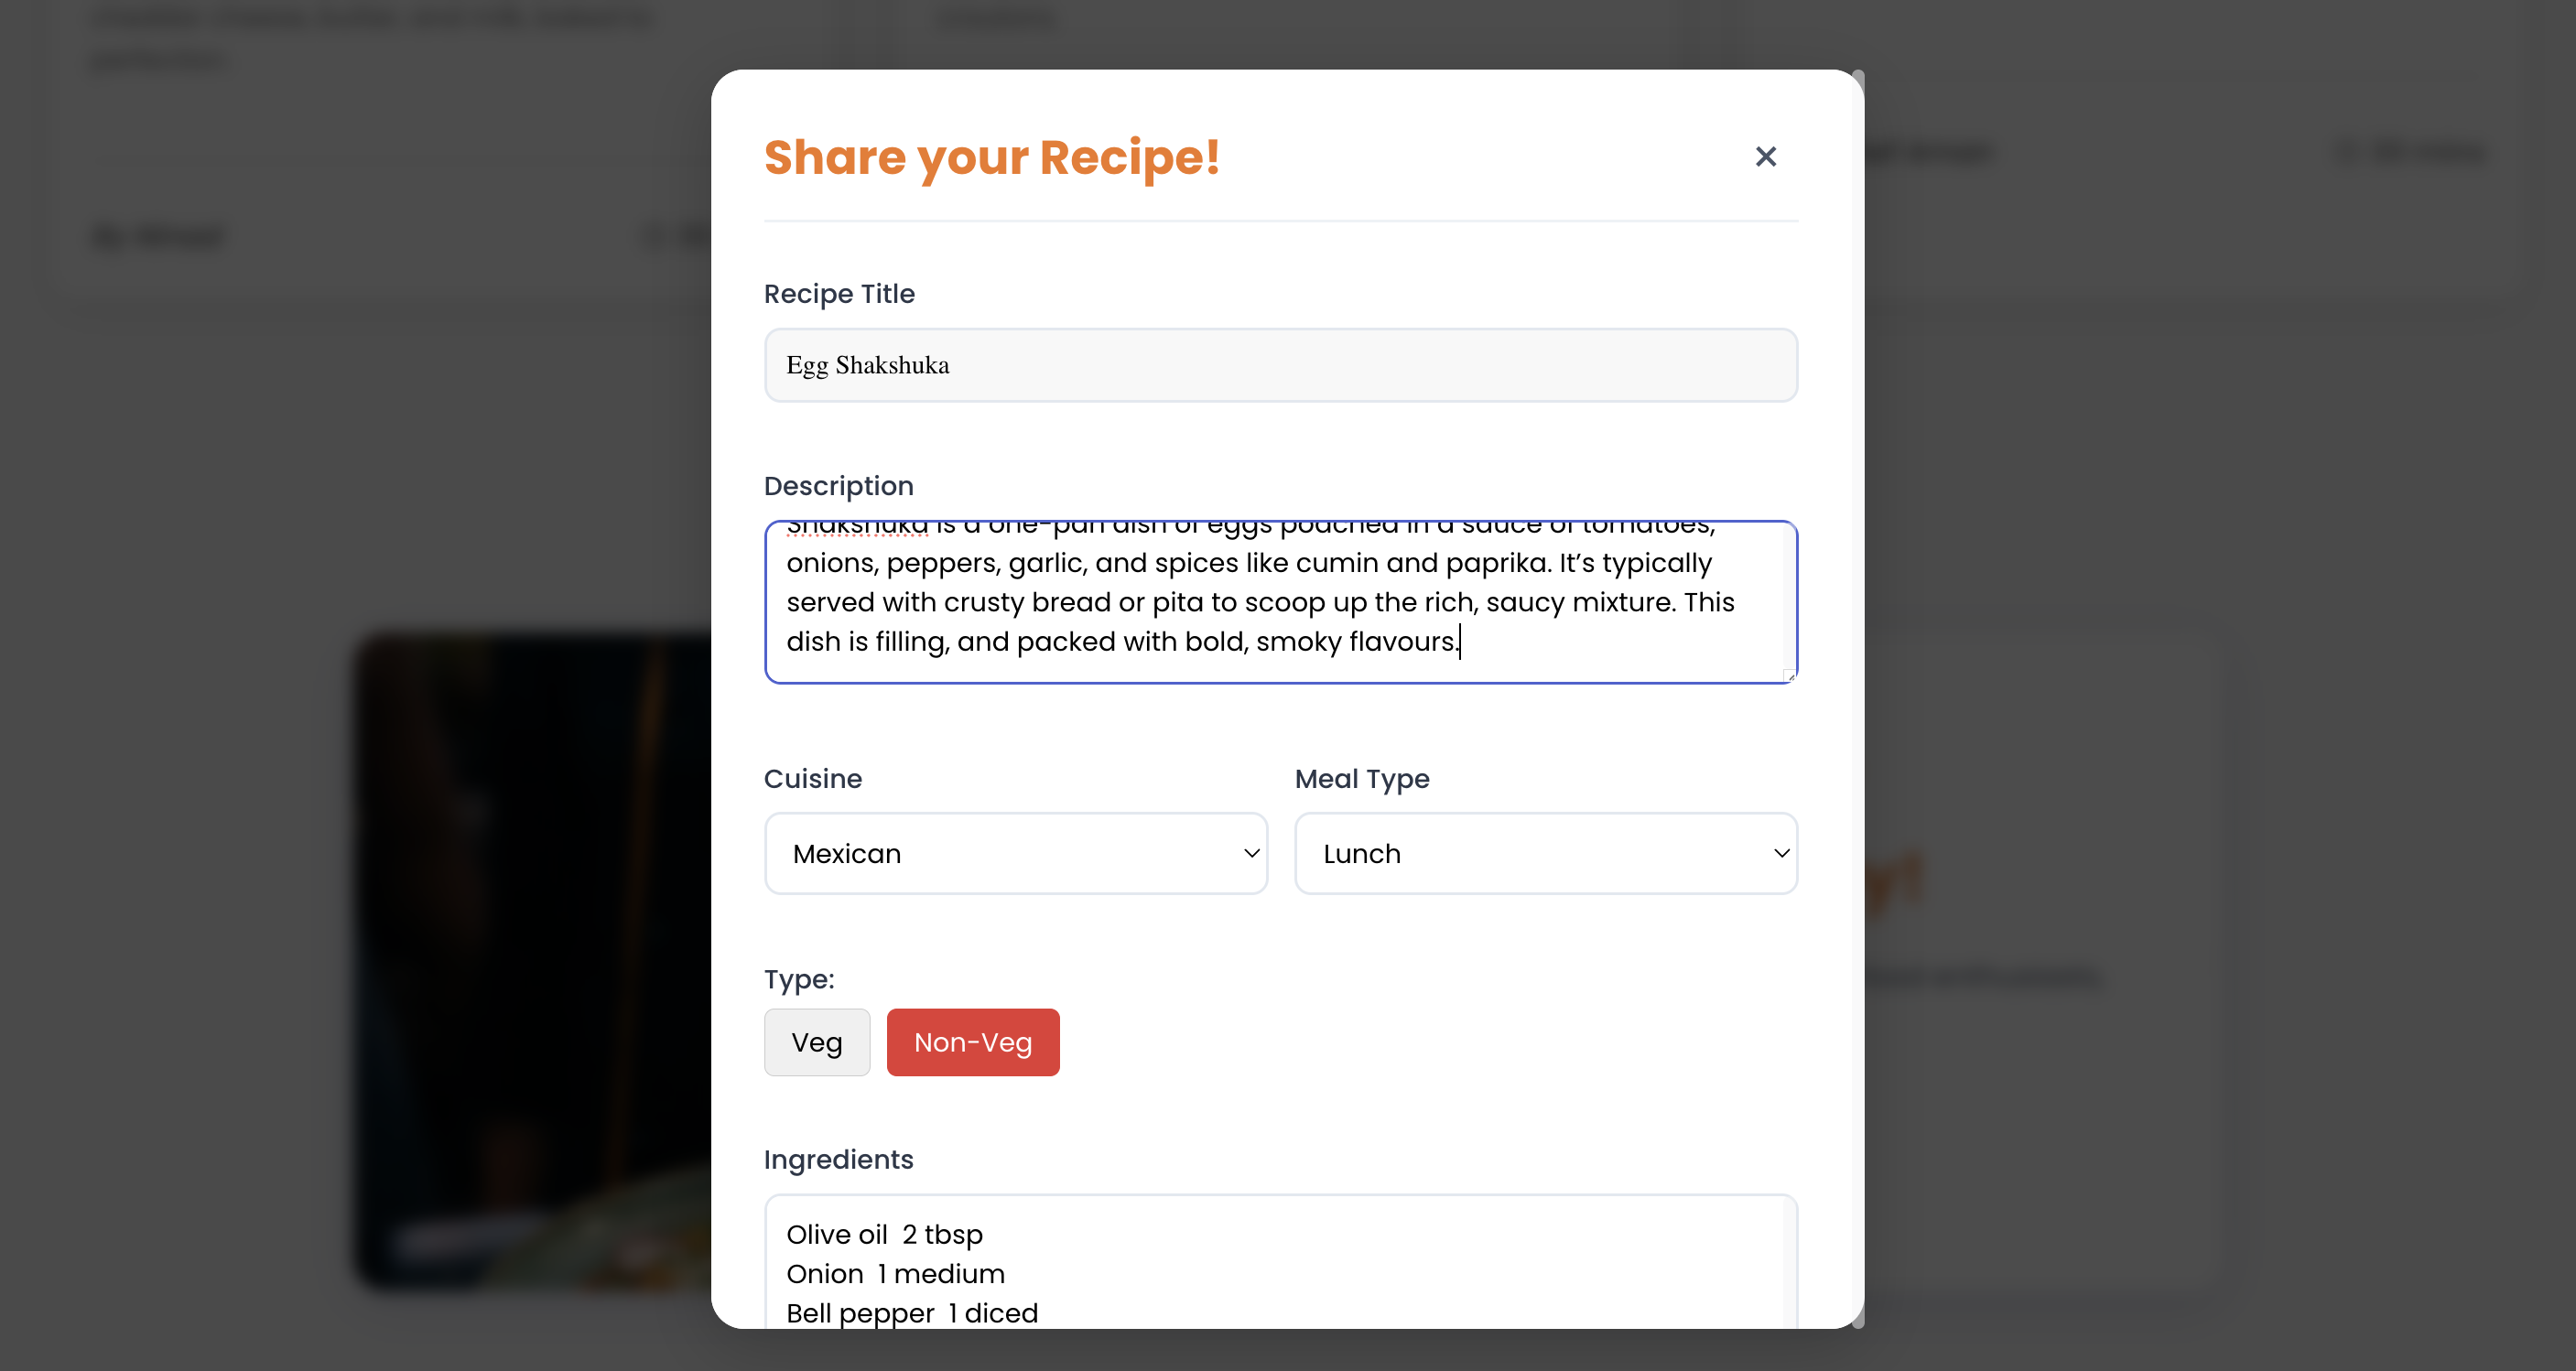 Share your Recipe!
×
Recipe Title
Egg Shakshuka
Description
Shakshuka is a one-pan dish of eggs poached in a sauce of tomatoes,
onions, peppers, garlic, and spices like cumin and paprika. It’s typically
served with crusty bread or pita to scoop up the rich, saucy mixture. This
dish is filling, and packed with bold, smoky flavours.
Cuisine
Meal Type
Mexican
Lunch
Type:
Veg
Non-Veg
Ingredients
Olive oil  2 tbsp
Onion  1 medium
Bell pepper  1 diced